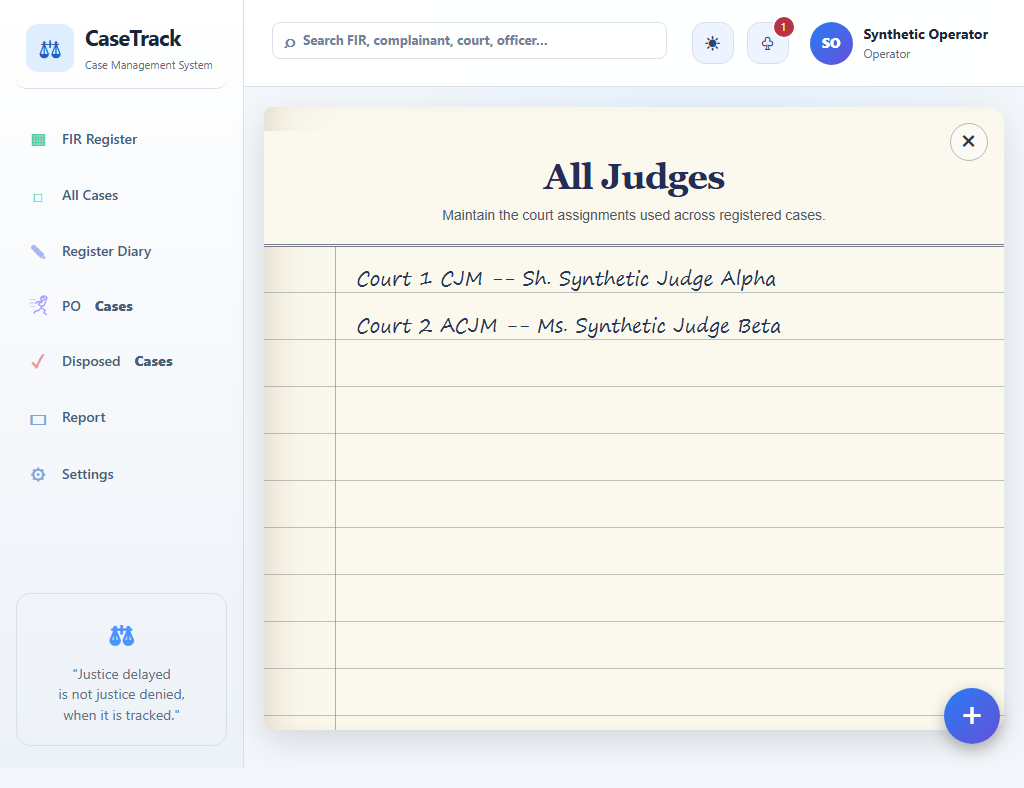 CaseTrack
Case Management System
FIR Register
All Cases
Register Diary
PO Cases
Disposed Cases
Report
Settings
"Justice delayed
is not justice denied,
when it is tracked."
Search FIR, complainant, court, officer...
1
SO
Synthetic Operator
Operator
All Judges
Maintain the court assignments used across registered cases.
Court 1 CJM -- Sh. Synthetic Judge Alpha
Court 2 ACJM -- Ms. Synthetic Judge Beta